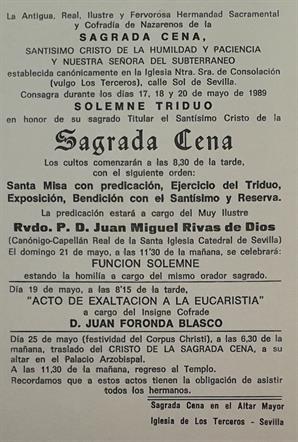 La Antigua, Real, Ilustre y Fervorosa Hermandad Sacramental
y Cofradía de Nazarenos de la
SAGRADA CENA,
SANTISIMO CRISTO DE LA HUMILDAD Y PACIENCIA
Y NUESTRA SEÑORA DEL SUBTERRANEO
establecida canónicamente en la Iglesia Ntra. Sra. de Consolación
(vulgo Los Terceros), calle Sol de Sevilla.
Consagra durante los días 17, 18 y 20 de mayo de 1989
SOLEMNE TRIDUO
en honor de su sagrado Titular el Santísimo Cristo de la
Sagrada Cena
Los cultos comenzarán a las 8,30 de la tarde,
con el siguiente orden:
Santa Misa con predicación, Ejercicio del Triduo,
Exposición, Bendición con el Santísimo y Reserva.
La predicación estará a cargo del Muy Ilustre
Rvdo. P. D. Juan Miguel Rivas de Dios
(Canónigo-Capellán Real de la Santa Iglesia Catedral de Sevilla)
El domingo 21 de mayo, a las 11'30 de la mañana, se celebrará:
FUNCION SOLEMNE
estando la homilía a cargo del mismo orador sagrado.
Día 19 de mayo, a las 8'15 de la tarde,
"ACTO DE EXALTACION A LA EUCARISTIA"
a cargo del Insigne Cofrade
D. JUAN FORONDA BLASCO
Día 25 de mayo (festividad del Corpus Christi), a las 6,30 de la
mañana, traslado del CRISTO DE LA SAGRADA CENA, a su
altar en el Palacio Arzobispal.
A las 11,30 de la mañana, regreso al Templo.
Recordamos que a estos actos tienen la obligación de asistir
todos los hermanos.
Sagrada Cena en el Altar Mayor
Iglesia de Los Terceros - Sevilla